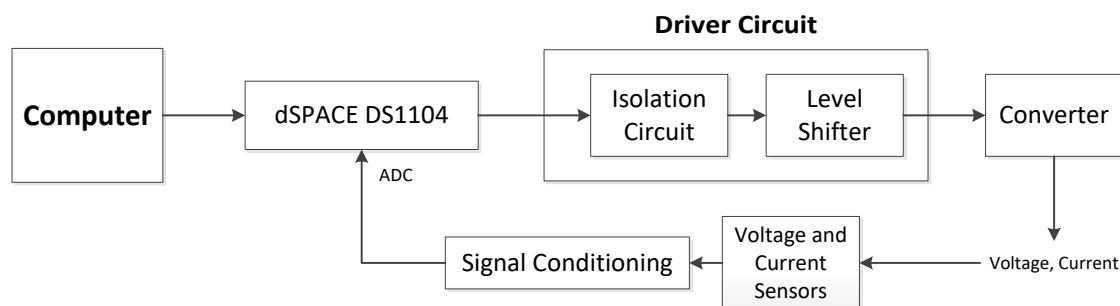 Driver Circuit
Computer
dSPACE DS1104
Isolation
Circuit
Level
Shifter
Converter
ADC
Signal Conditioning
Voltage and
Current
Sensors
Voltage, Current